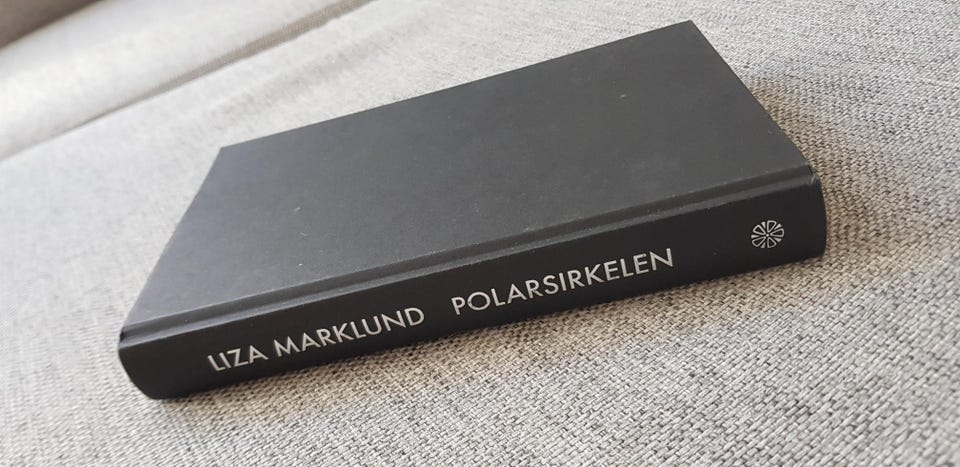 LIZA MARKLUND POLARSIRKELEN